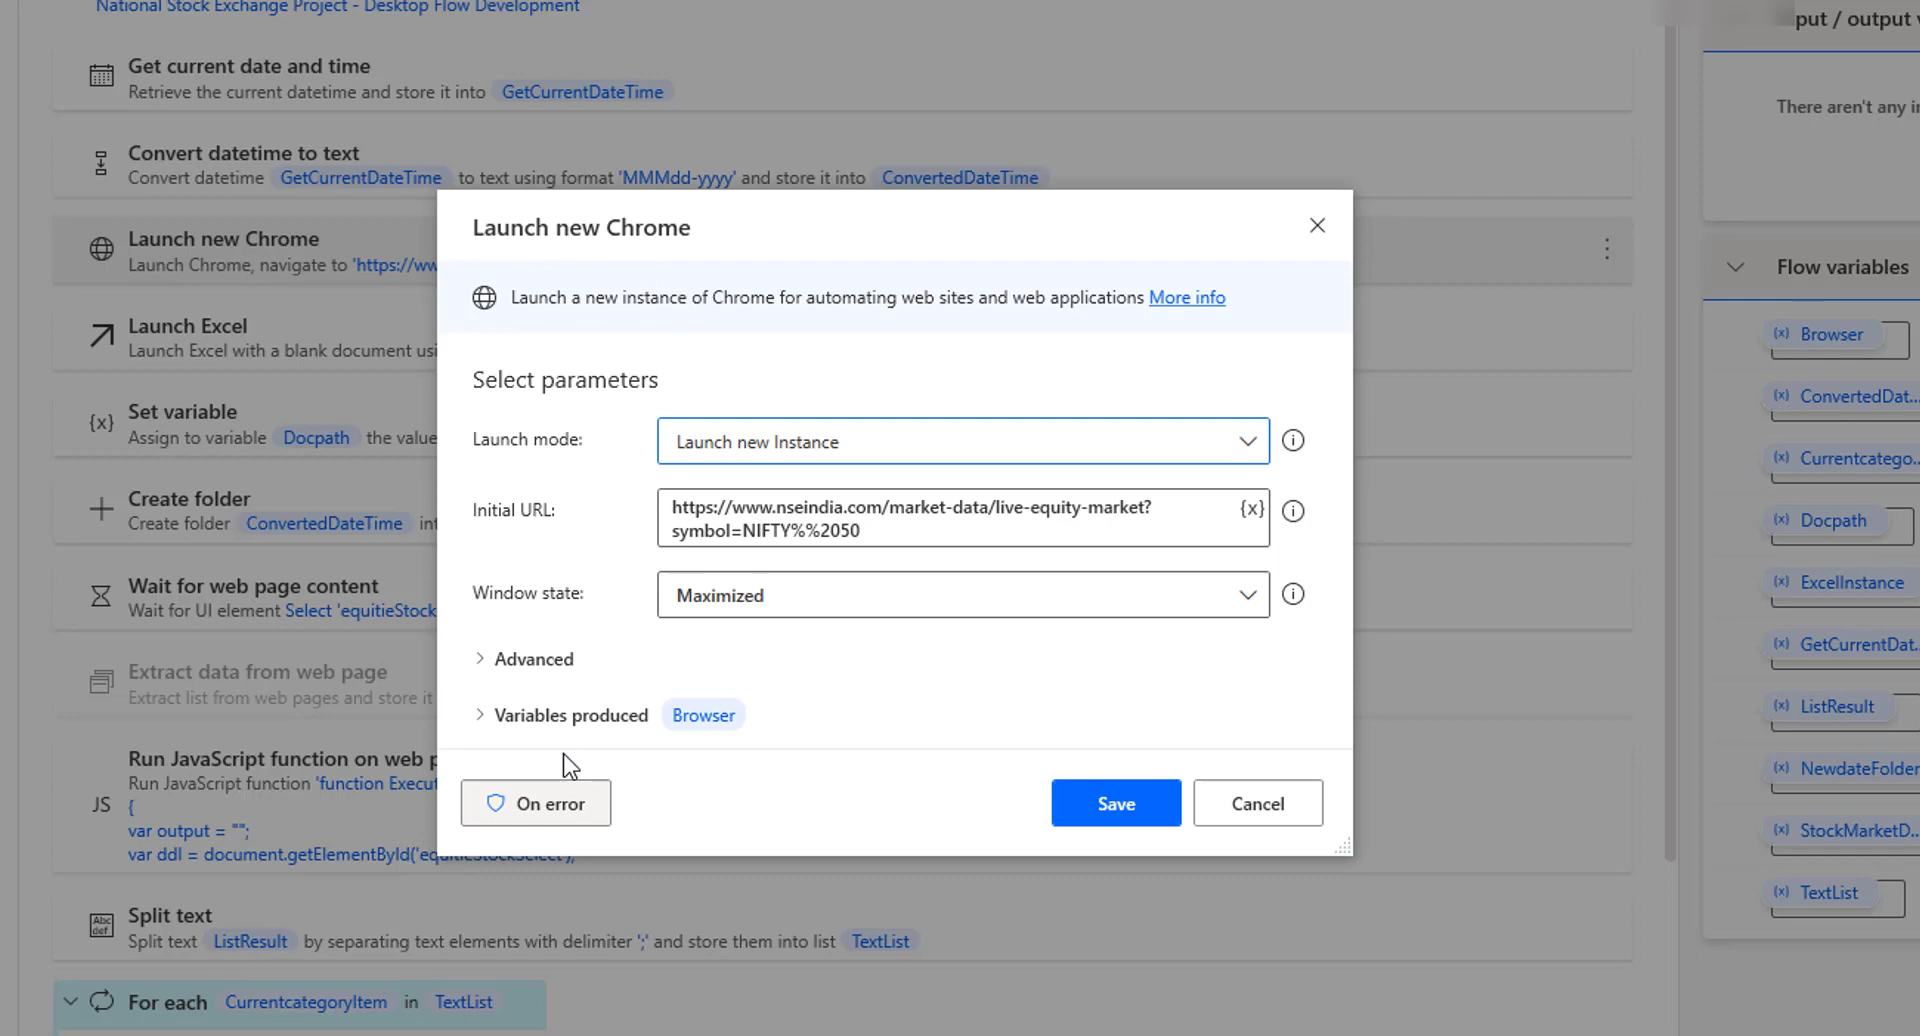 National Stock Exchange Project - Desktop Flow Development
put / output v
Get current date and time
Retrieve the current datetime and store it into GetCurrentDateTime
There aren't any in
Convert datetime to text
Convert datetime GetCurrentDateTime to text using format 'MMMdd-yyyy' and store it into ConvertedDateTime
Launch new Chrome
Launch Chrome, navigate to 'https://ww
Launch Excel
Launch Excel with a blank document usi
Set variable
{x}
Assign to variable Docpath the value
Create folder
Create folder ConvertedDateTime int
Wait for web page content
Wait for UI element Select 'equitieStock
Extract data from web page
Extract list from web pages and store it
Run JavaScript function on web p
Run JavaScript function 'function Execut
JS
{
var output = "";
var ddl = document.getElementById('equitieStockSelect');
Split text
Abc
def
Split text ListResult by separating text elements with delimiter ';' and store them into list TextList
For each CurrentcategoryItem in TextList
Launch new Chrome
Launch a new instance of Chrome for automating web sites and web applications More info
Select parameters
Launch mode:
Launch new Instance
Initial URL:
https://www.nseindia.com/market-data/live-equity-market?
symbol=NIFTY%%2050
{x}
Window state:
Maximized
Advanced
Variables produced Browser
On error
Save
Cancel
Flow variables
(x) Browser
(x) ConvertedDat...
(x) Currentcatego...
(x) Docpath
(x) ExcelInstance
(x) GetCurrentDat...
(x) ListResult
(x) NewdateFolder
(x) StockMarketD...
(x) TextList